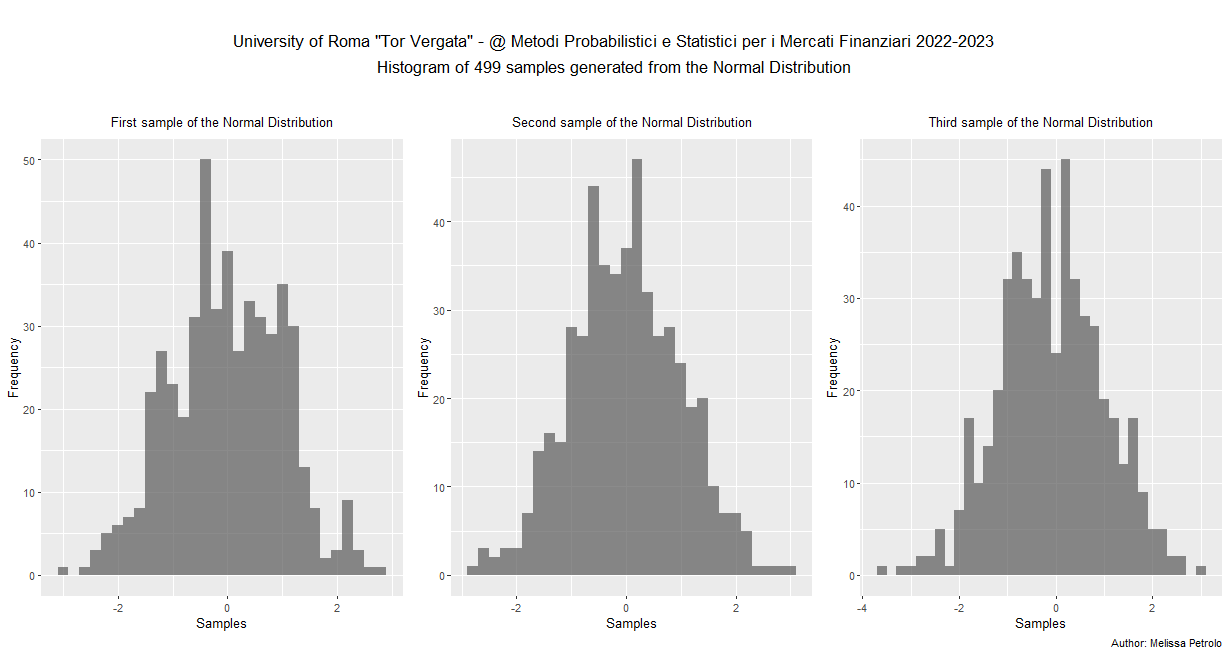 University of Roma "Tor Vergata" - @ Metodi Probabilistici e Statistici per i Mercati Finanziari 2022-2023
Histogram of 499 samples generated from the Normal Distribution
First sample of the Normal Distribution
50
40
30
20
10
0
Frequency
-2 0 2
Samples
Second sample of the Normal Distribution
40
30
20
10
0
Frequency
-2 0 2
Samples
Third sample of the Normal Distribution
40
30
20
10
0
Frequency
-4 -2 0 2
Samples
Author: Melissa Petrolo